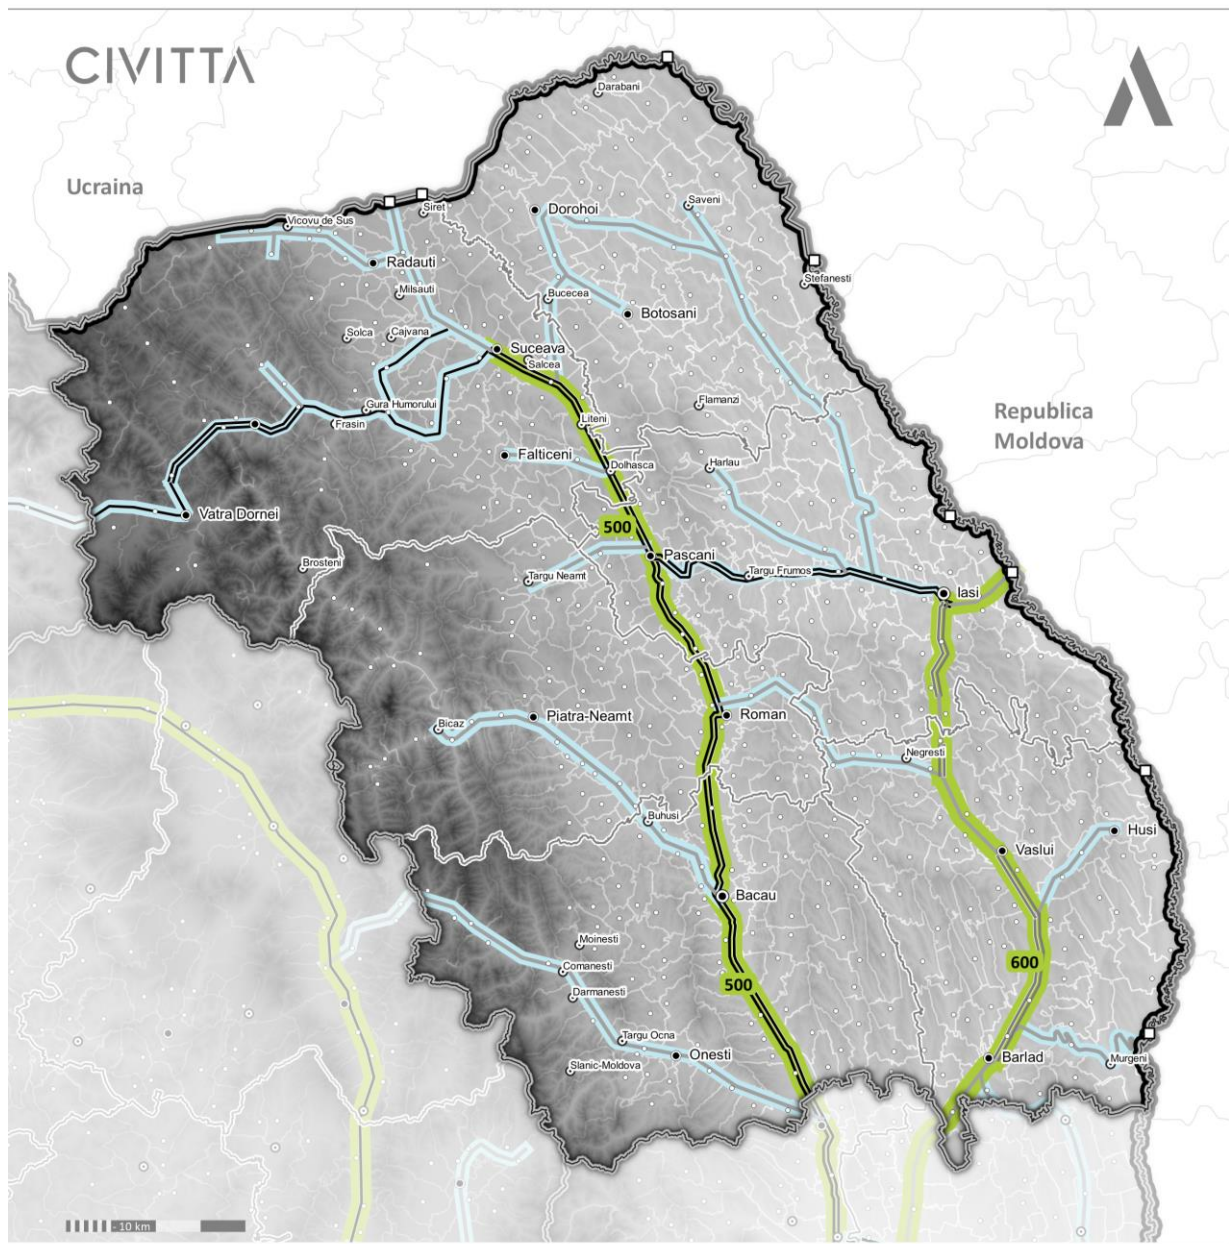 CIVITTA
Darabani
Ucraina
Siret
Saveni
Dorohoi
Vicovu de Sus
Radauti
Stefanesti
Milsauti
Bucecea
Botosani
Solca
Cajvana
Suceava
Salcea
Flamanzi
Gura Humorului
Republica
Moldova
Frasin
Liteni
Falticeni
Dolhasca
Harlau
Vatra Dornei
500
Pascani
Brosteni
Targu Neamt
Targu Frumos
Iasi
Piatra-Neamt
Roman
Bicaz
Negresti
Buhusi
Husi
Vaslui
Bacau
Moinesti
Comanesti
600
500
Darmanesti
Targu Ocna
Onesti
Barlad
Slanic-Moldova
Murgeni
10 km